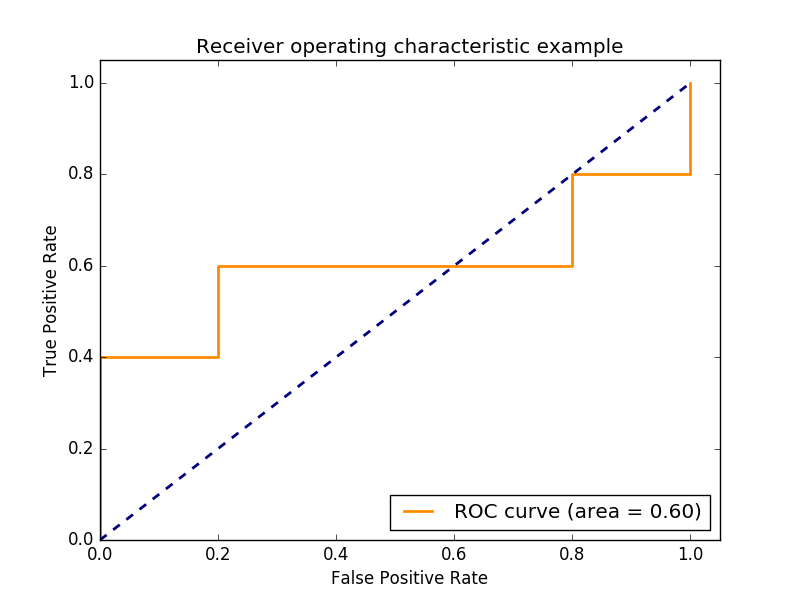 Receiver operating characteristic example
True Positive Rate
1.0
0.8
0.6
0.4
0.2
0.0
ROC curve (area = 0.60)
0.0 0.2 0.4 0.6 0.8 1.0
False Positive Rate